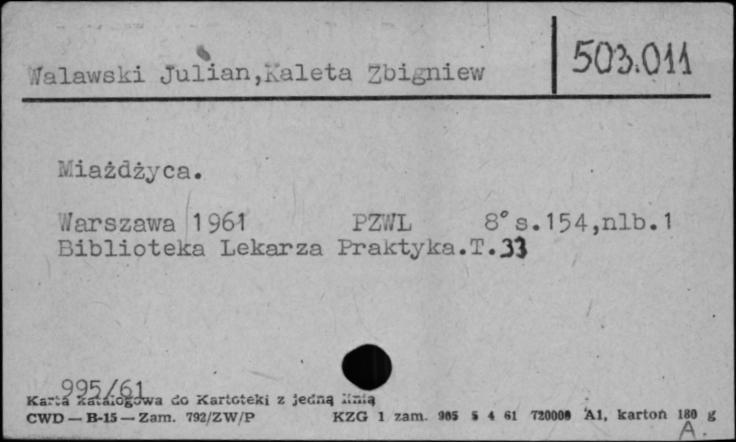 Walawski Julian,Kaleta Zbigniew
503.011
Miażdżyca.
Warszawa 1961 PZWL 8° s.154,nlb.1
Biblioteka Lekarza Praktyka.T.33
995/61
Karta katalogowa do Kartoteki z jedną linią
CWD — B-15 — Zam. 792/ZW/P KZG 1 zam. 905 5 4 61 720000 A1, kartoń 180 g
A.